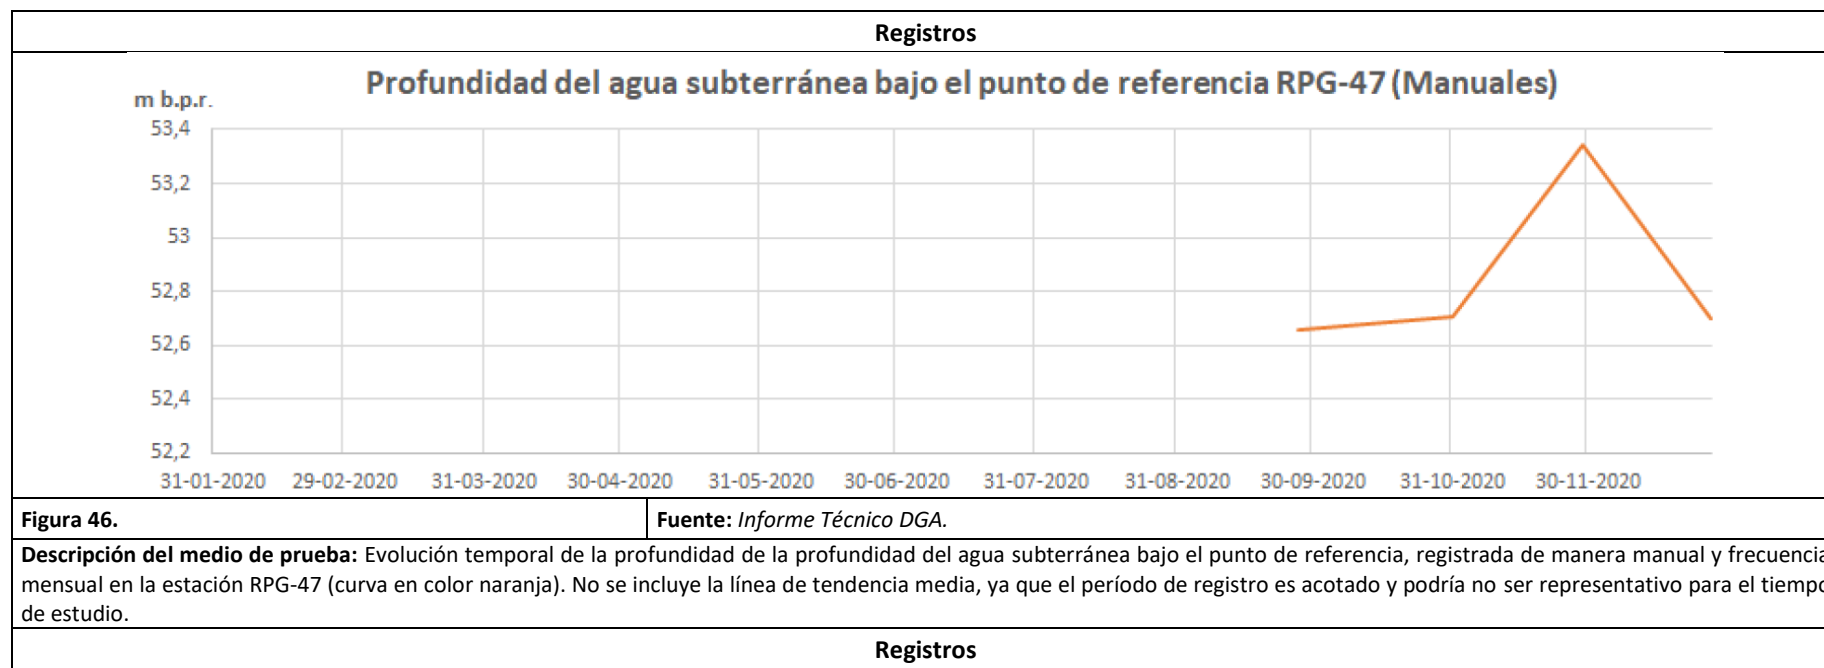 Registros
Profundidad del agua subterránea bajo el punto de referencia RPG-47 (Manuales)
m b.p.r.
53,4
53,2
53
52,8
52,6
52,4
52,2
31-01-2020 29-02-2020 31-03-2020 30-04-2020 31-05-2020 30-06-2020 31-07-2020 31-08-2020 30-09-2020 31-10-2020 30-11-2020
Figura 46. Fuente: Informe Técnico DGA.
Descripción del medio de prueba: Evolución temporal de la profundidad de la profundidad del agua subterránea bajo el punto de referencia, registrada de manera manual y frecuencia
mensual en la estación RPG-47 (curva en color naranja). No se incluye la línea de tendencia media, ya que el período de registro es acotado y podría no ser representativo para el tiempo
de estudio.
Registros